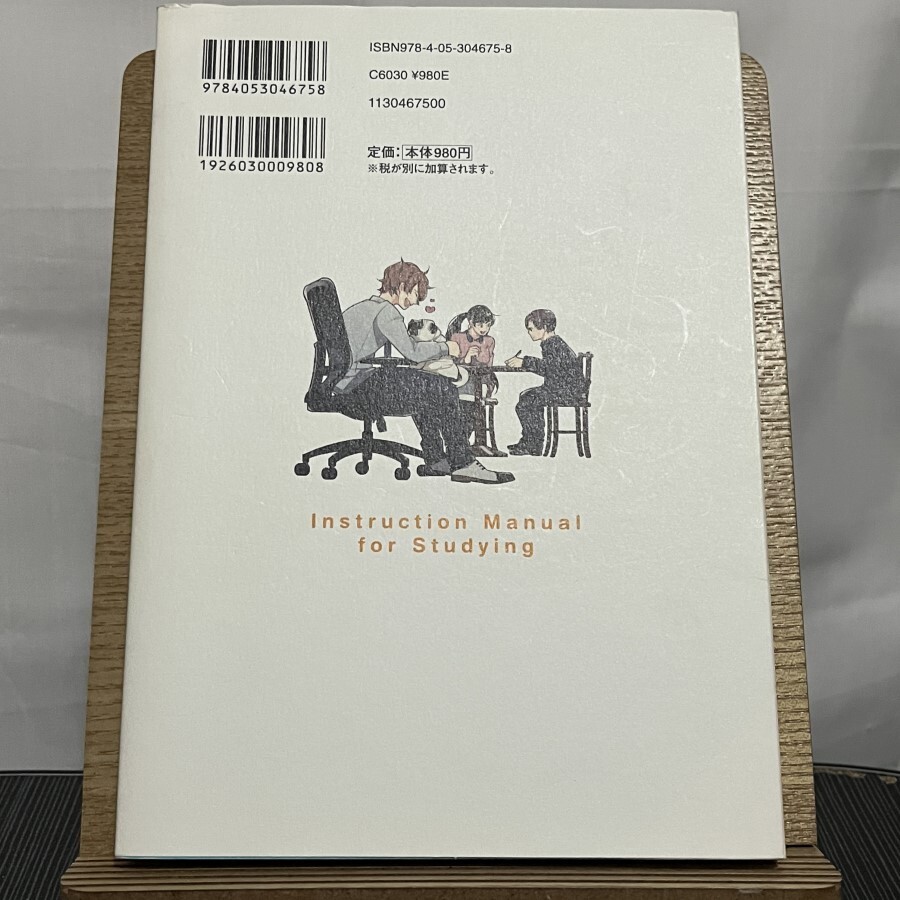 ISBN978-4-05-304675-8
C6030 ¥980E
9784053046758
1130467500
定価：本体980円
※税が別に加算されます。
1926030009808
Instruction Manual
for Studying